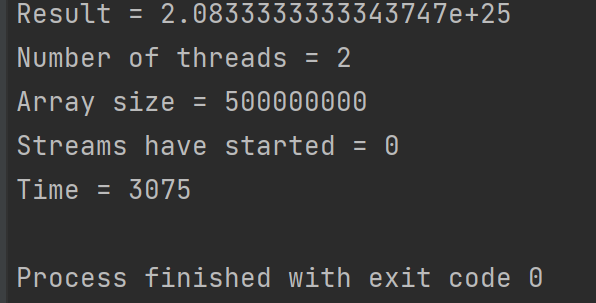 Result = 2.0833333333343747e+25
Number of threads = 2
Array size = 500000000
Streams have started = 0
Time = 3075
Process finished with exit code 0